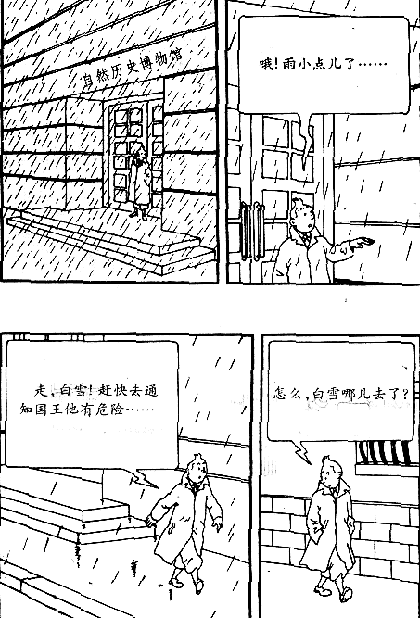 自然历史博物馆
哦!雨小点儿了……
走,白雪!赶快去通
知国王他有危险……
怎么,白雪哪儿去了?
1